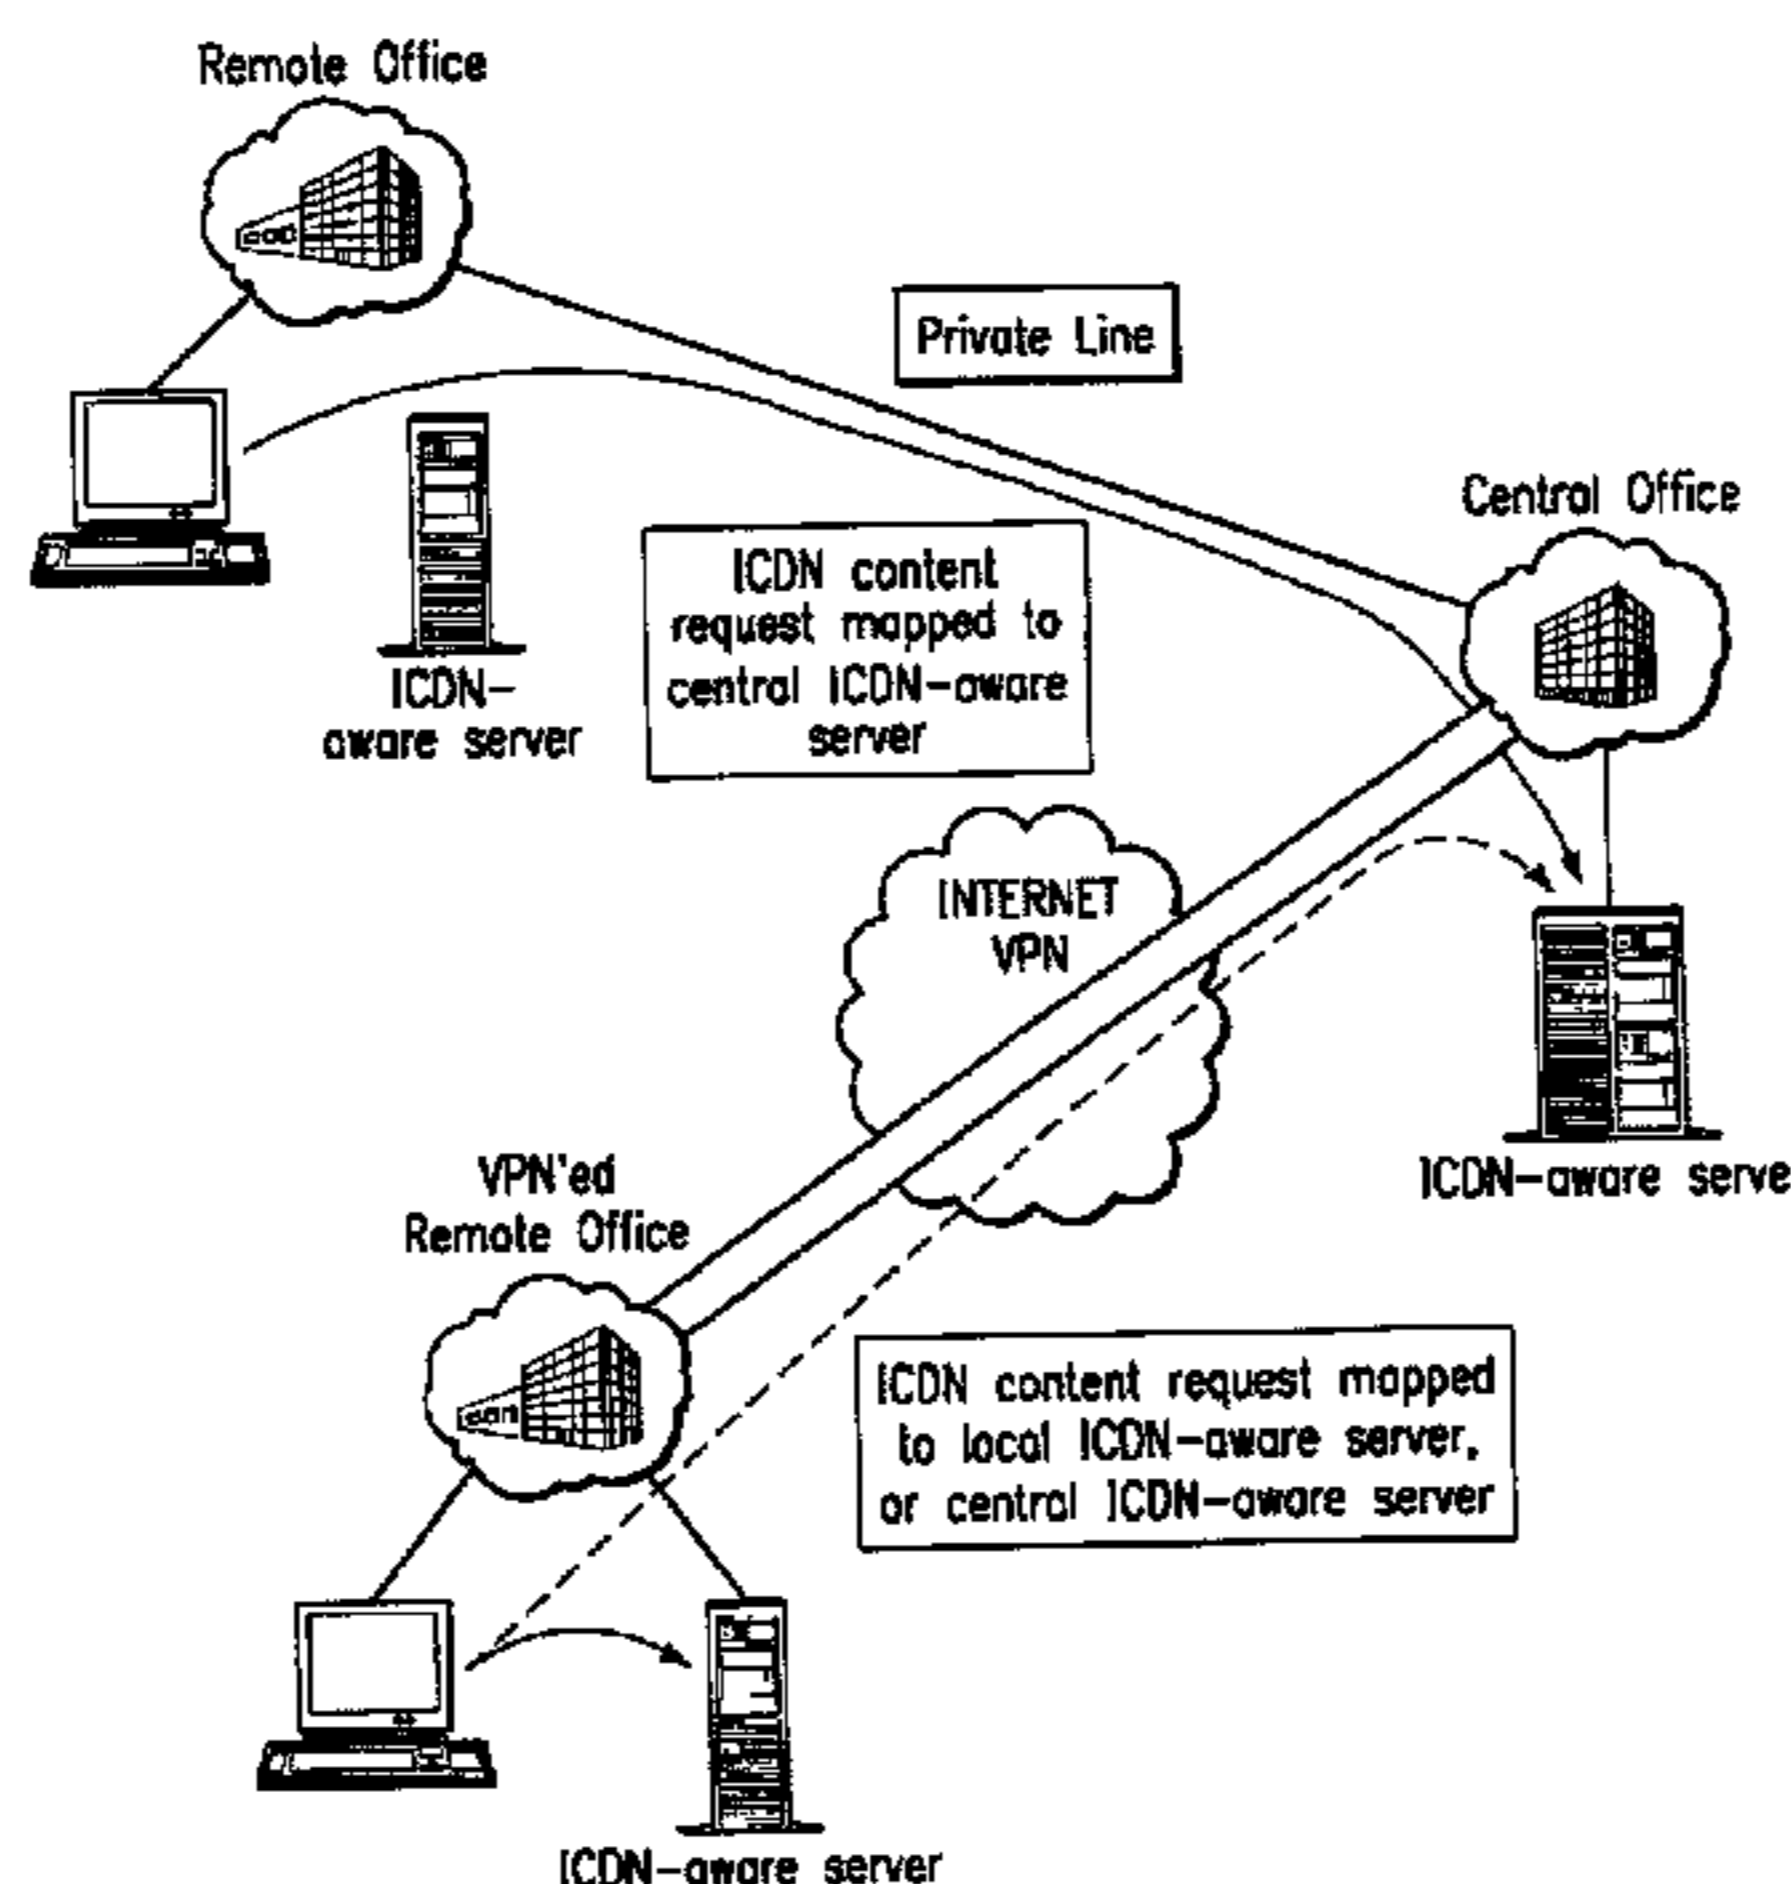 Remote Office
Private Line
Central Office
ICDN content
request mapped to
central ICDN-aware
server
ICDN-
aware server
INTERNET
VPN
ICDN-aware serve
VPN'ed
Remote Office
ICDN content request mapped
to local ICDN-aware server,
or central ICDN-aware server
ICDN-aware server